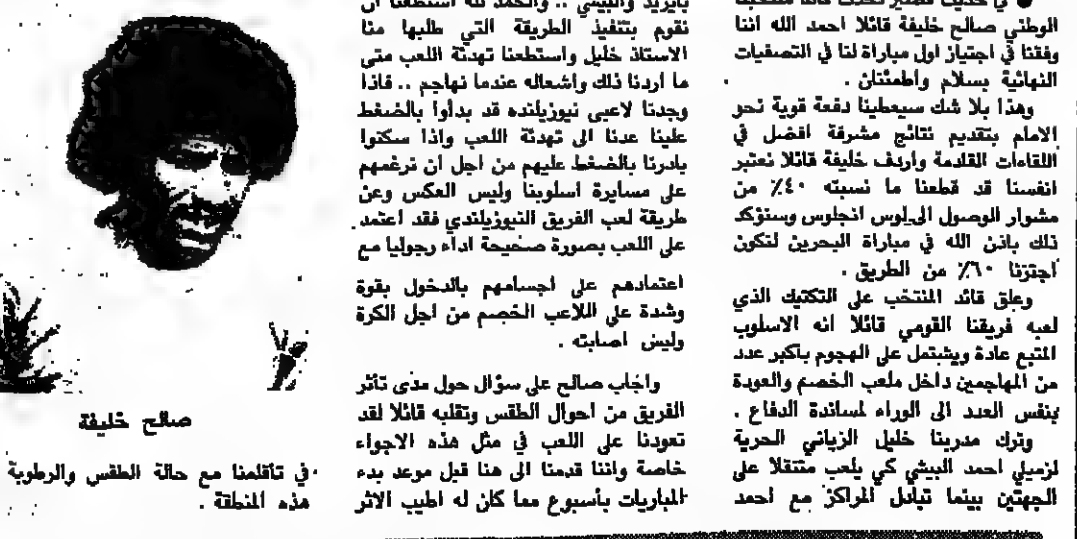 ● في حديث قصير تحدث قائد منتخبنا
الوطني صالح خليفة قائلا احمد الله اننا
وفقنا في اجتياز اول مباراة لنا في التصفيات
النهائية بسلام واطمئنان .
وهذا بلا شك سيعطينا دفعة قوية نحو
الامام بتقديم نتائج مشرفة افضل في
اللقاءات القادمة واردف خليفة قائلا نعتبر
انفسنا قد قطعنا ما نسبته ٤٠٪ من
مشوار الوصول الى لوس انجلوس وسنؤكد
ذلك باذن الله في مباراة البحرين لنكون
اجتزنا ٦٠٪ من الطريق .
وعلق قائد المنتخب على التكتيك الذي
لعبه فريقنا القومي قائلا انه الاسلوب
المتبع عادة ويشتمل على الهجوم باكبر عدد
من المهاجمين داخل ملعب الخصم والعودة
بنفس العدد الى الوراء لمساندة الدفاع .
وترك مدربنا خليل الزياني الحرية
لزميلي احمد البيشي كي يلعب متنقلا على
الجهتين بينما تبادل المراكز مع احمد
بايزيد والبيشي .. والحمد لله استطعنا ان
نقوم بتنفيذ الطريقة التي طلبها منا
الاستاذ خليل واستطعنا تهدئة اللعب متى
ما اردنا ذلك واشعاله عندما نهاجم .. فاذا
وجدنا لاعبي نيوزيلنده قد بدأوا بالضغط
علينا عدنا الى تهدئة اللعب واذا سكتوا
بادرنا بالضغط عليهم من اجل ان نرغمهم
على مسايرة اسلوبنا وليس العكس وعن
طريقة لعب الفريق النيوزيلندي فقد اعتمد
على اللعب بصورة صحيحة اداء رجوليا مع
اعتمادهم على اجسامهم بالدخول بقوة
وشدة على اللاعب الخصم من اجل الكرة
وليس اصابته .
واجاب صالح على سؤال حول مدى تأثر
الفريق من احوال الطقس وتقلبه قائلا لقد
تعودنا على اللعب في مثل هذه الاجواء
خاصة واننا قدمنا الى هنا قبل موعد بدء
المباريات بأسبوع مما كان له اطيب الاثر
صالح خليفة
في تأقلمنا مع حالة الطقس والرطوبة
هذه المنطقة .